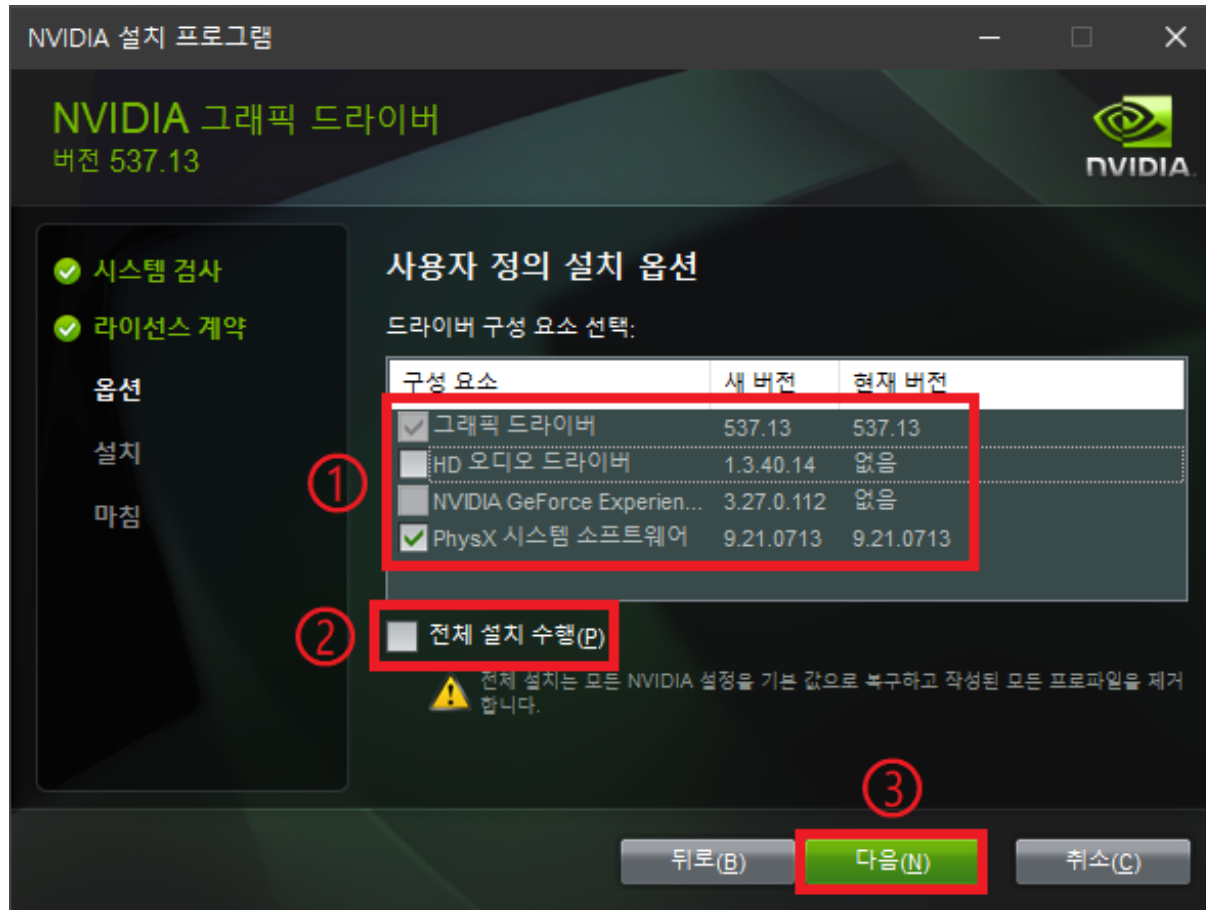 NVIDIA 설치 프로그램
NVIDIA 그래픽 드라이버
버전 537.13
NVIDIA.
시스템 검사
라이선스 계약
옵션
설치
마침
사용자 정의 설치 옵션
드라이버 구성 요소 선택:
구성 요소 새 버전 현재 버전
그래픽 드라이버 537.13 537.13
HD 오디오 드라이버 1.3.40.14 없음
NVIDIA GeForce Experien... 3.27.0.112 없음
PhysX 시스템 소프트웨어 9.21.0713 9.21.0713
①
② 전체 설치 수행(P)
전체 설치는 모든 NVIDIA 설정을 기본 값으로 복구하고 작성된 모든 프로파일을 제거
합니다.
③
뒤로(B) 다음(N) 취소(C)